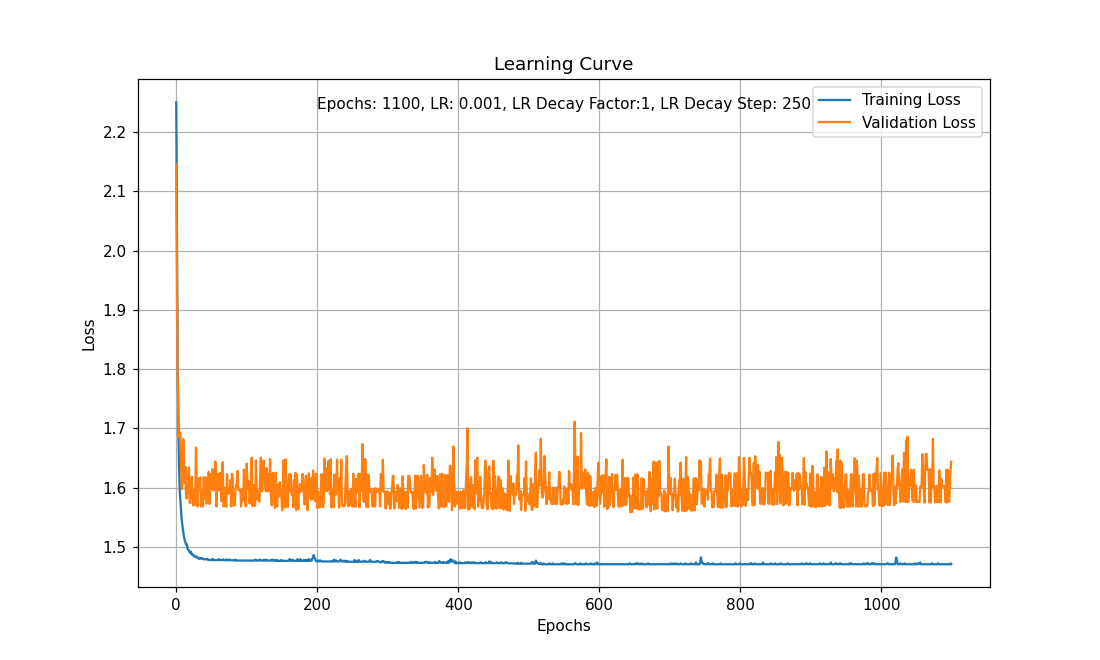 Learning Curve
Epochs: 1100, LR: 0.001, LR Decay Factor:1, LR Decay Step: 250
Training Loss
Validation Loss
2.2
2.1
2.0
1.9
1.8
1.7
1.6
1.5
Loss
0 200 400 600 800 1000
Epochs